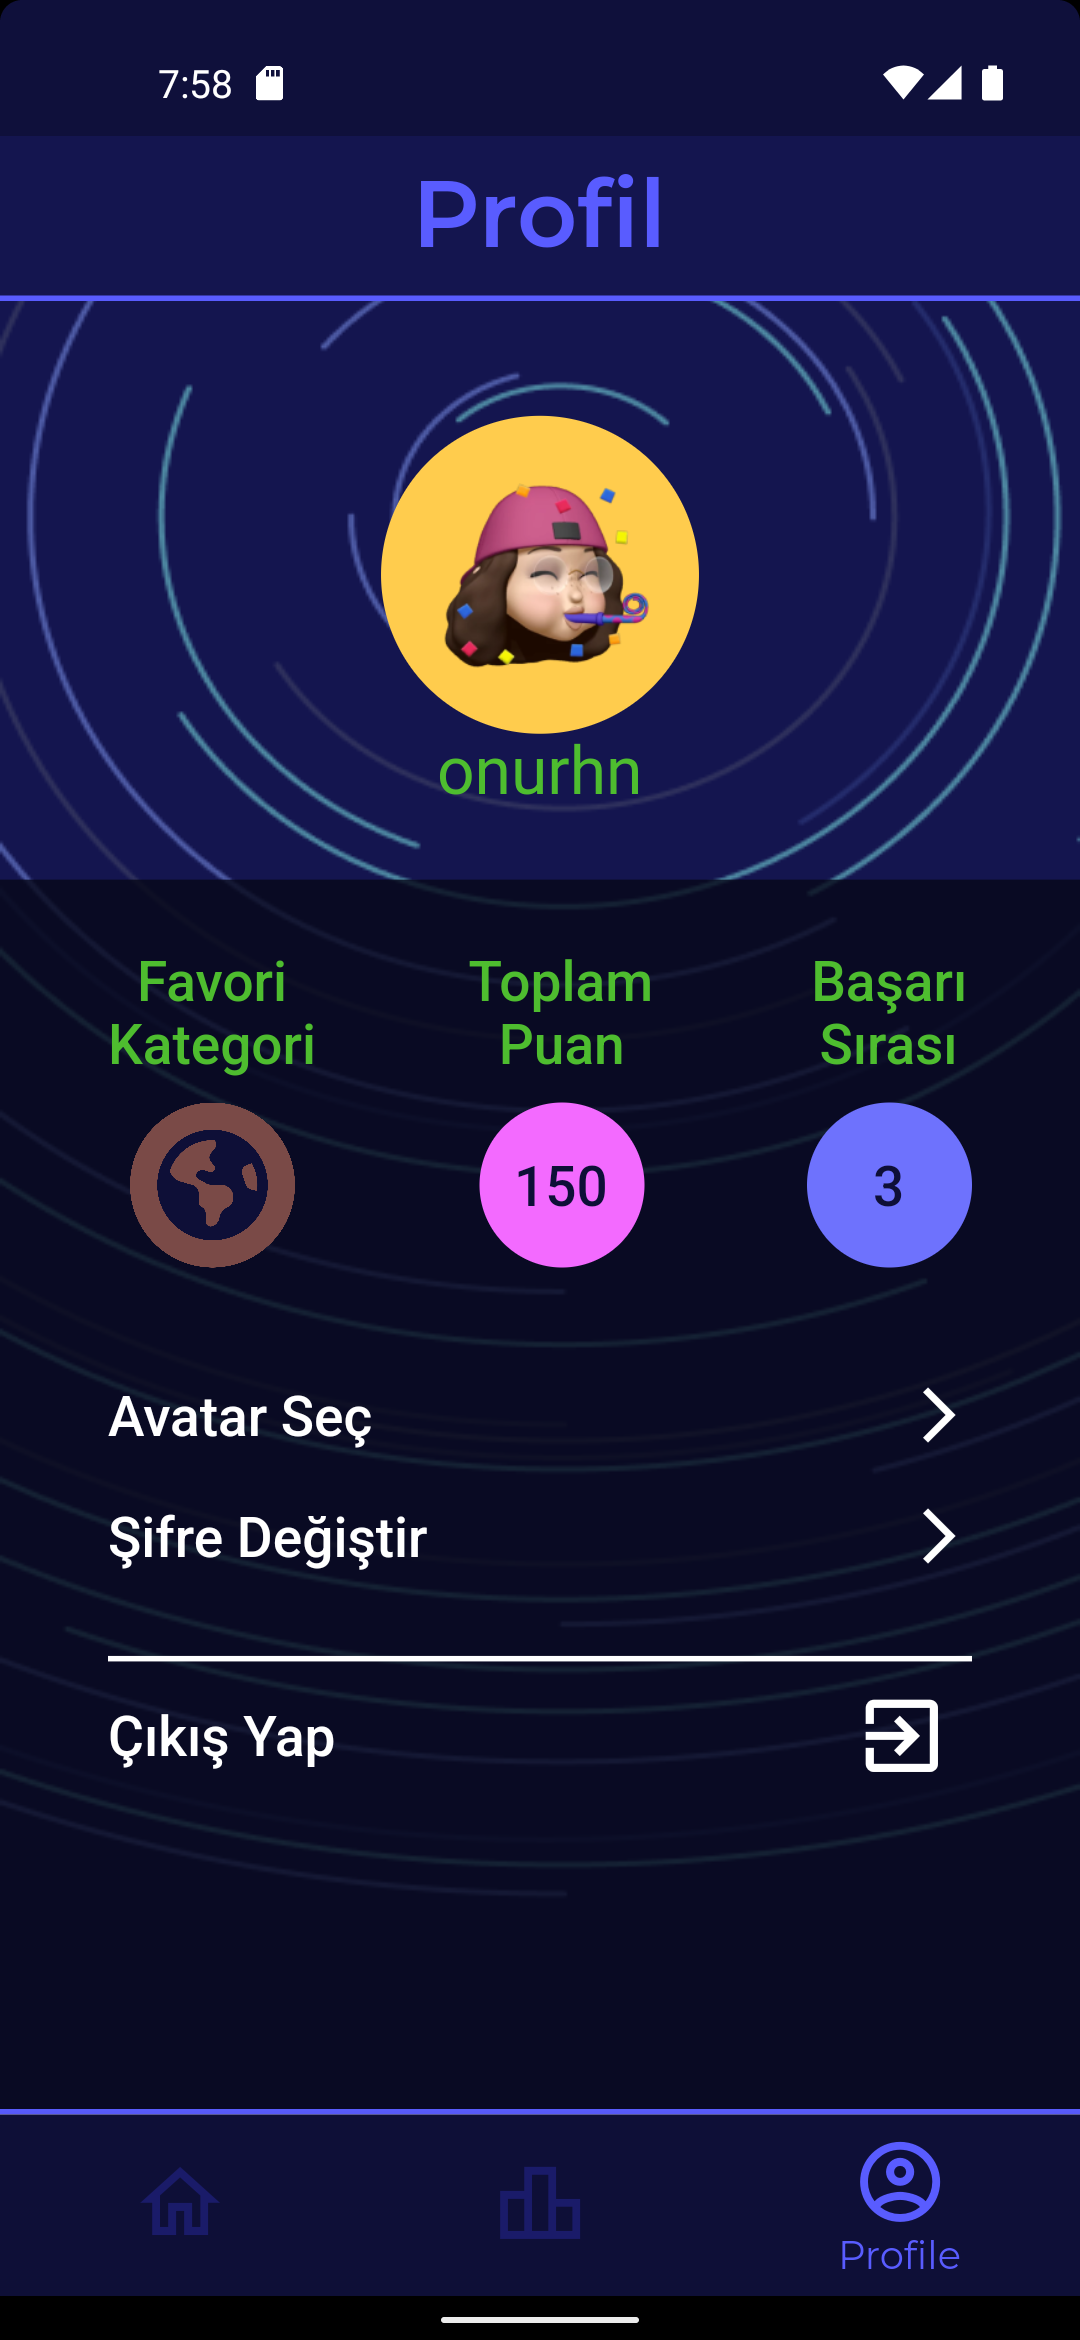 7:58
Profil
onurhn
Favori
Kategori
Toplam
Puan
Başarı
Sırası
150
3
Avatar Seç
Şifre Değiştir
Çıkış Yap
Profile